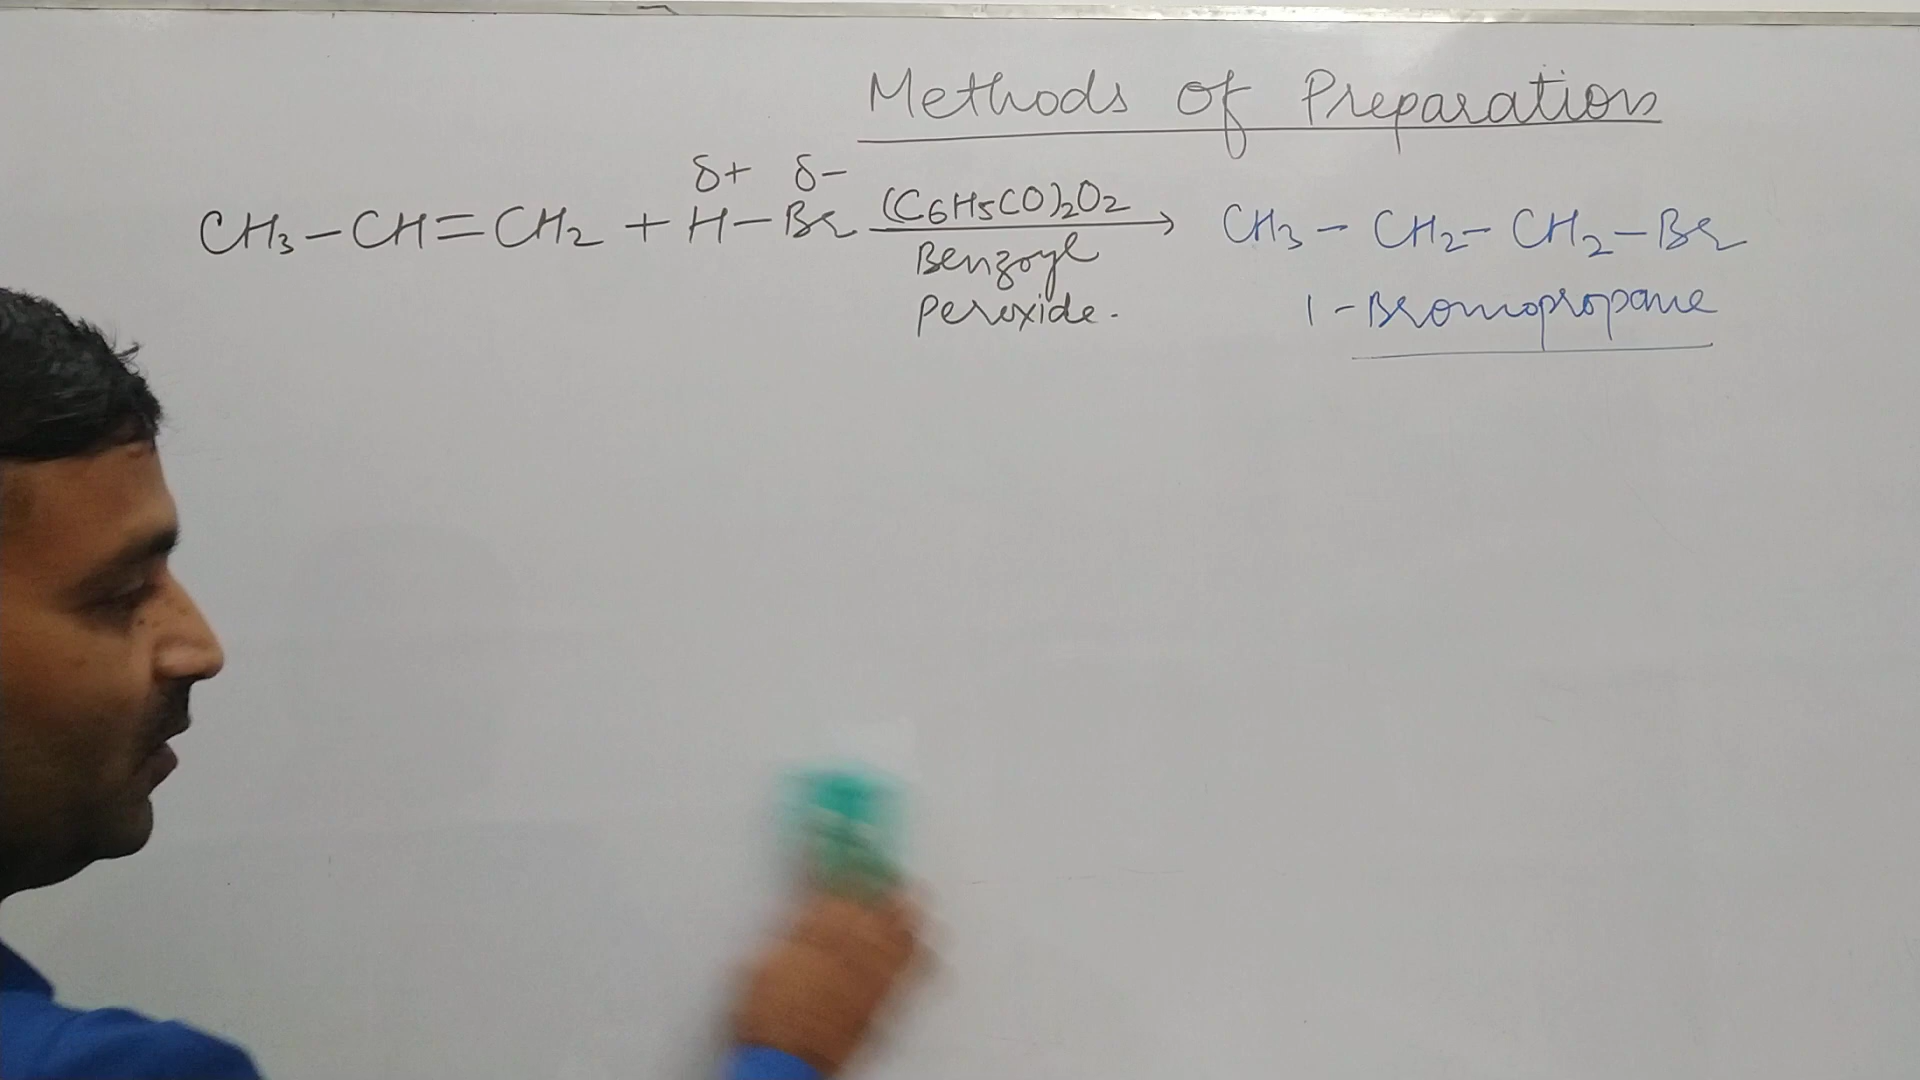 Methods of Preparation
δ+ δ-
CH3-CH=CH2 + H-Br (C6H5CO)2O2 → CH3-CH2-CH2-Br
Benzoyl
Peroxide.
1-Bromopropane